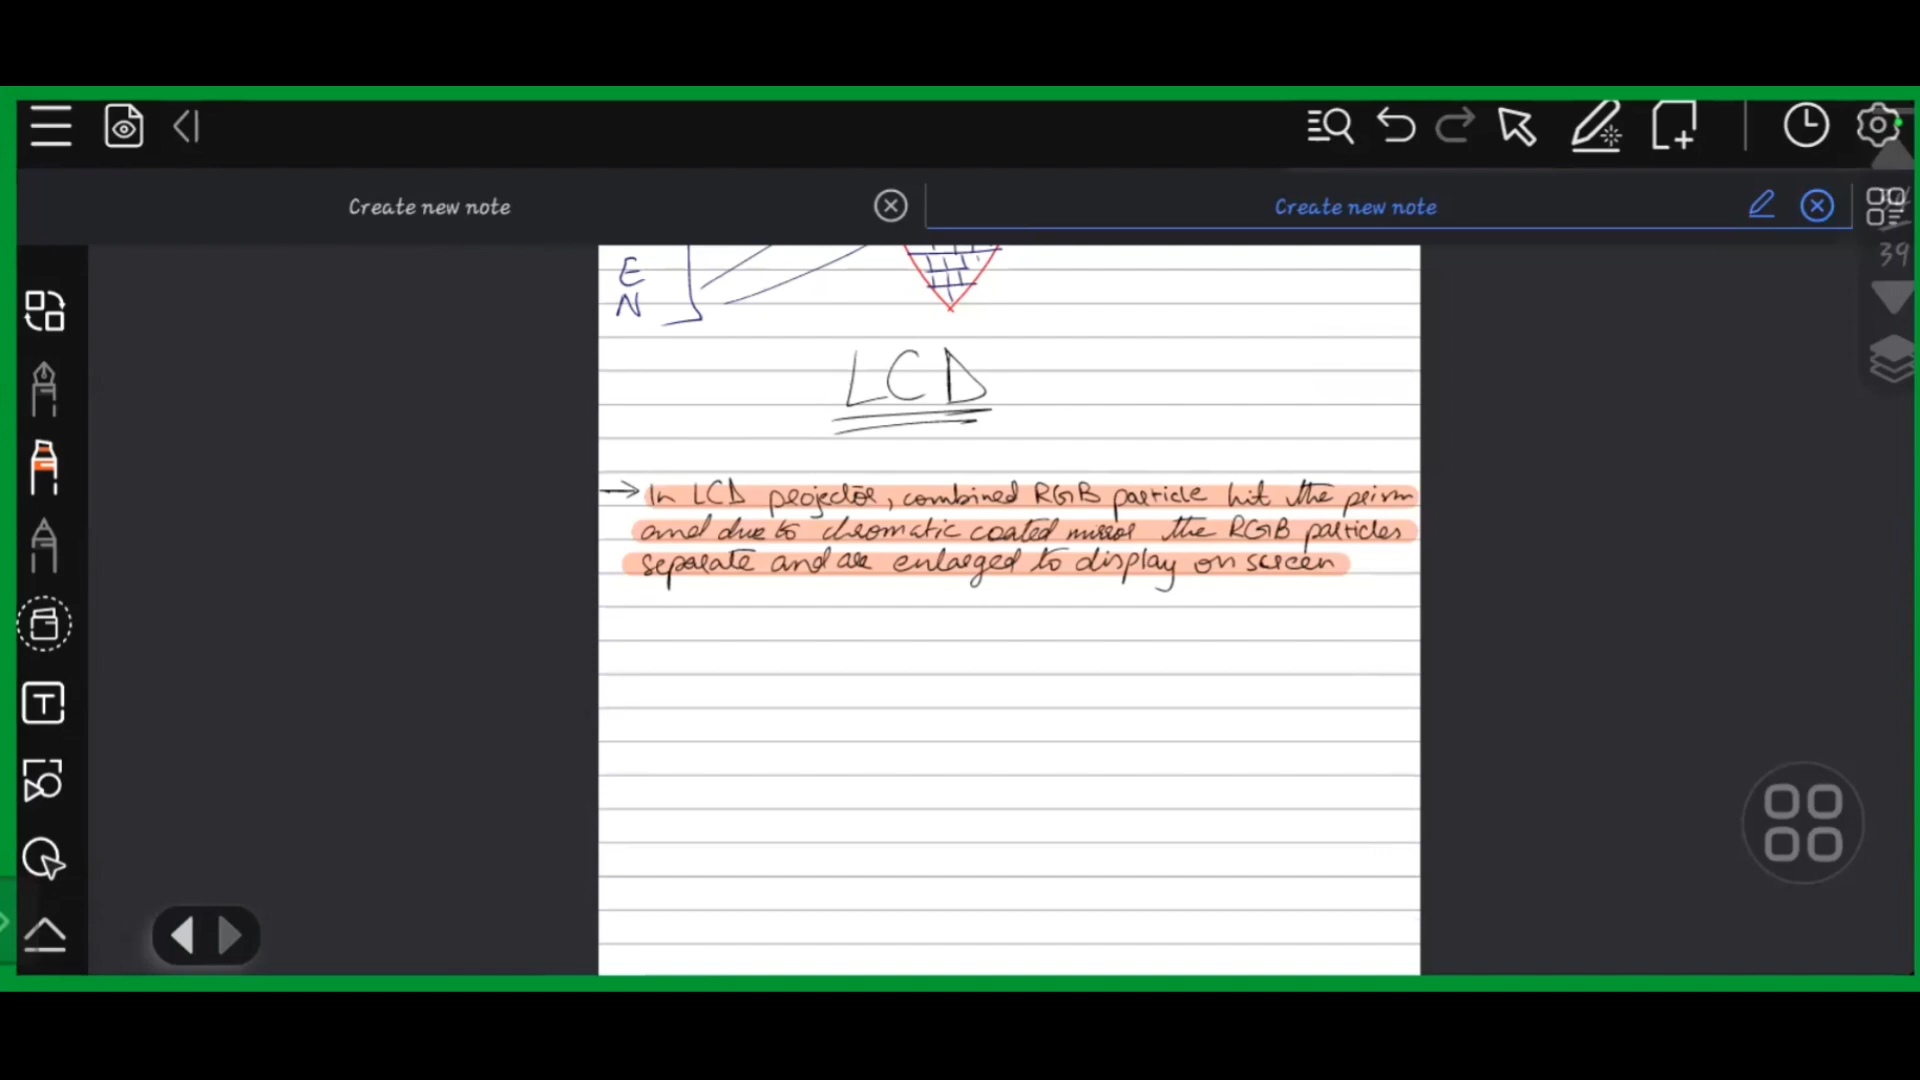 Create new note
Create new note
39
E
N
LCD
→ In LCD projector, combined RGB particle hit the prism
and due to chromatic coated mirror the RGB particles
separate and are enlarged to display on screen
T